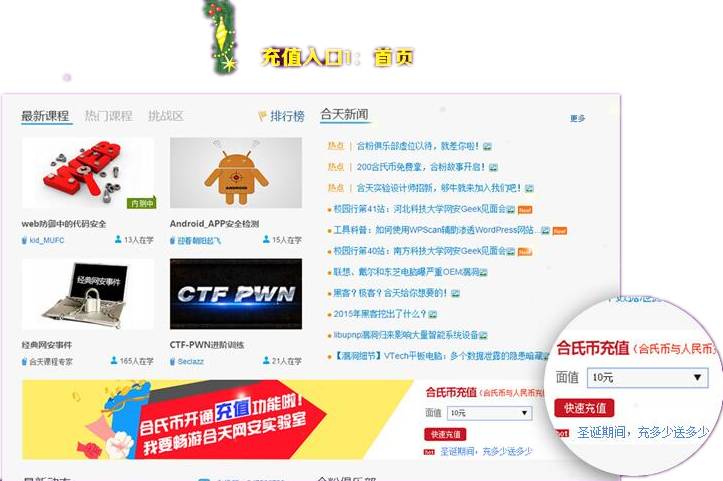 充值入口1：首页
最新课程 热门课程 挑战区 排行榜
合天新闻 更多
WEB
内测中
ANDROID
web防御中的代码安全
kid_MUFC 13人在学
Android_APP安全检测
迎春朝阳起飞 15人在学
经典网安事件
CTF PWN
经典网安事件
合天课程专家 165人在学
CTF-PWN进阶训练
Seclazz 21人在学
热点 | 合粉俱乐部虚位以待，就差你啦！
热点 | 200合氏币免费拿，合粉故事开启！
热点 | 合天实验设计师招新，够牛就来加入我们吧！
校园行第41站：河北科技大学网安Geek见面会 New
工具科普：如何使用WPScan辅助渗透WordPress网站... New
校园行第40站：南方科技大学网安Geek见面会 New
联想、戴尔和东芝电脑曝严重OEM漏洞
黑客？极客？合天给你想要的！
2015年黑客挖出了什么？
libupnp漏洞归来影响大量智能系统设备
【漏洞细节】VTech平板电脑：多个数据泄露的隐患暗藏
合氏币开通充值功能啦！
我要畅游合天网安实验室
合氏币充值 (合氏币与人民币充
面值 10元
快速充值
hot 圣诞期间，充多少送多少
合氏币充值 (合氏币与人民币
面值 10元
快速充值
hot 圣诞期间，充多少送多少